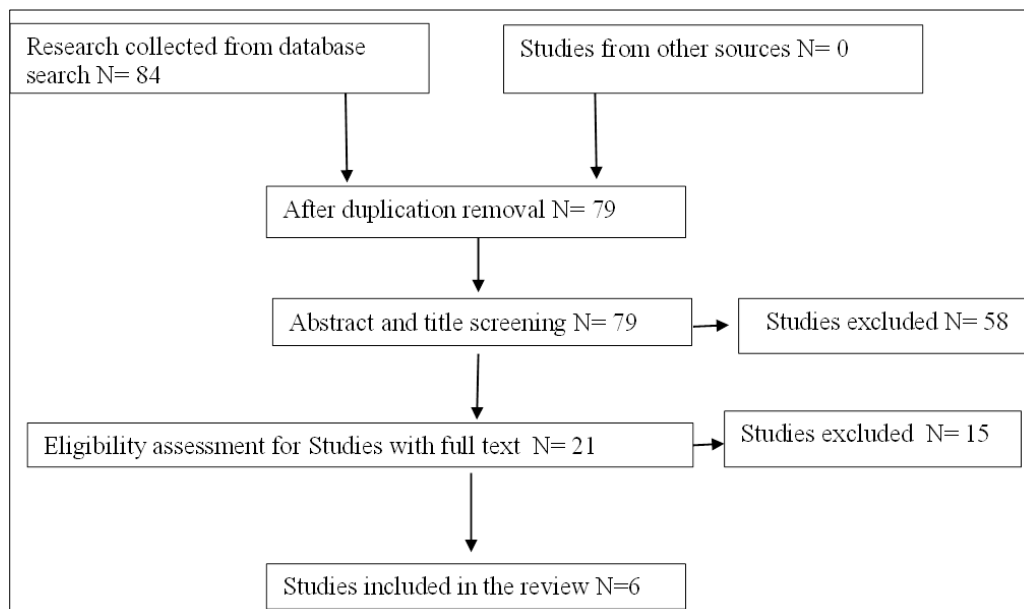 Research collected from database
search N= 84
Studies from other sources N= 0
After duplication removal N= 79
Abstract and title screening N= 79
Studies excluded N= 58
Eligibility assessment for Studies with full text N= 21
Studies excluded N= 15
Studies included in the review N=6